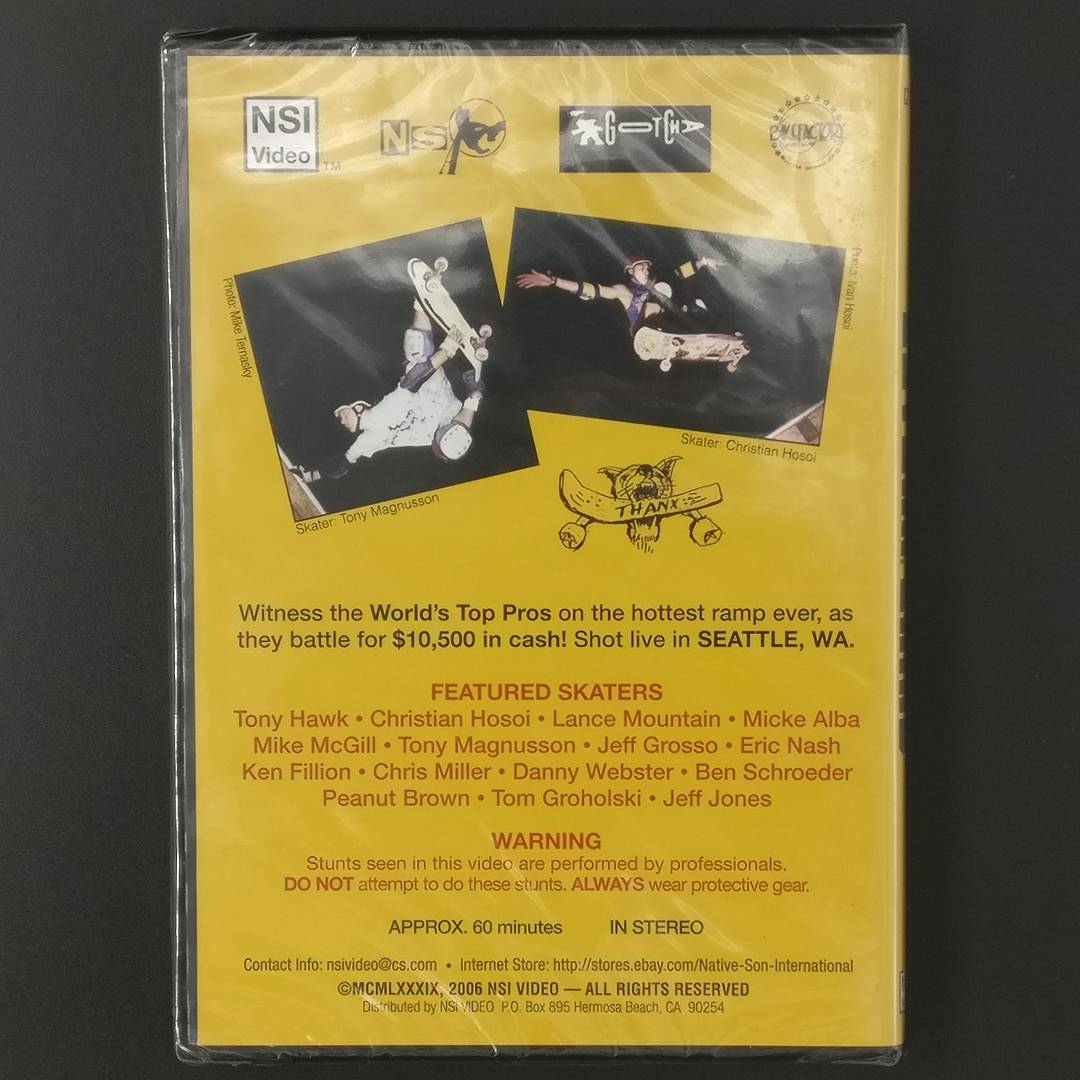 NSI
Video
TM
NSI
GOTCHA
Photo: Mike Ternasky
Photo: Ivan Hosoi
Skater: Christian Hosoi
Skater: Tony Magnusson
THANX
Witness the World's Top Pros on the hottest ramp ever, as
they battle for $10,500 in cash! Shot live in SEATTLE, WA.
FEATURED SKATERS
Tony Hawk • Christian Hosoi • Lance Mountain • Micke Alba
Mike McGill • Tony Magnusson • Jeff Grosso • Eric Nash
Ken Fillion • Chris Miller • Danny Webster • Ben Schroeder
Peanut Brown • Tom Groholski • Jeff Jones
WARNING
Stunts seen in this video are performed by professionals.
DO NOT attempt to do these stunts. ALWAYS wear protective gear.
APPROX. 60 minutes IN STEREO
Contact Info: nsivideo@cs.com • Internet Store: http://stores.ebay.com/Native-Son-International
©MCMLXXXIX, 2006 NSI VIDEO — ALL RIGHTS RESERVED
Distributed by NSI VIDEO P.O. Box 895 Hermosa Beach, CA 90254